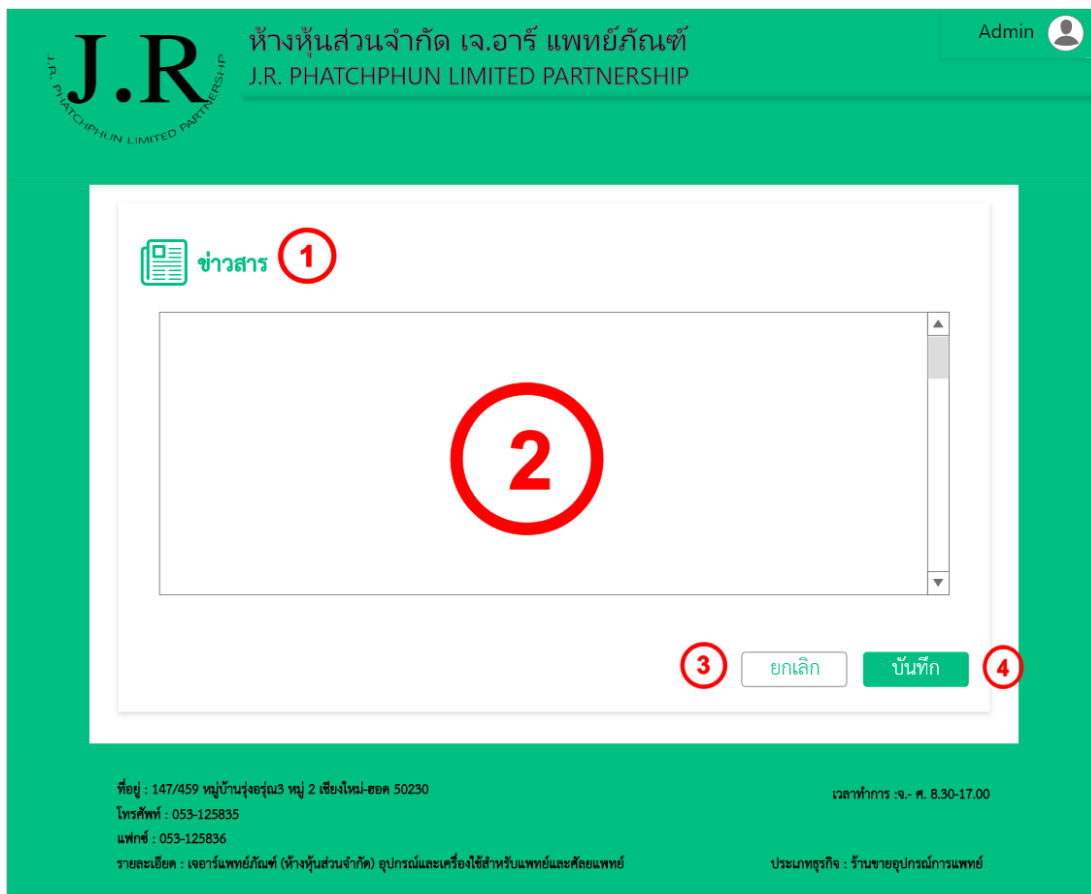 J.R
J.R. PHATCHPHUN LIMITED PARTNERSHIP
ห้างหุ้นส่วนจำกัด เจ.อาร์ แพทย์ภัณฑ์
J.R. PHATCHPHUN LIMITED PARTNERSHIP
Admin
ข่าวสาร 1
2
3 ยกเลิก บันทึก 4
ที่อยู่ : 147/459 หมู่บ้านรุ่งอรุ่ณ3 หมู่ 2 เชียงใหม่-ฮอด 50230
เวลาทำการ :จ.- ศ. 8.30-17.00
โทรศัพท์ : 053-125835
แฟกซ์ : 053-125836
รายละเอียด : เจอาร์แพทย์ภัณฑ์ (ห้างหุ้นส่วนจำกัด) อุปกรณ์และเครื่องใช้สำหรับแพทย์และศัลยแพทย์
ประเภทธุรกิจ : ร้านขายอุปกรณ์การแพทย์